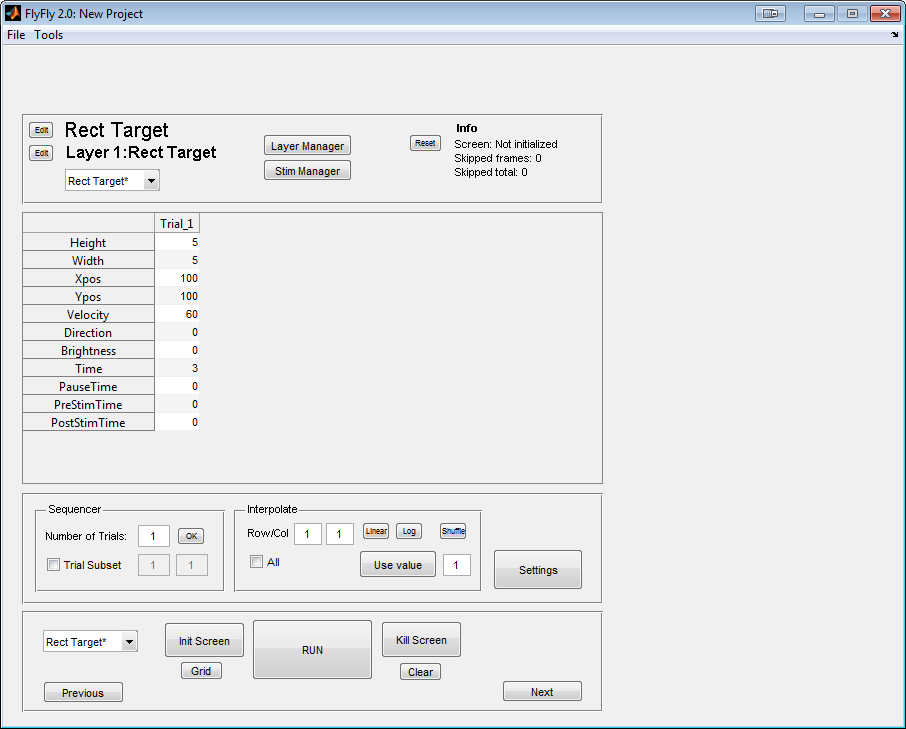 FlyFly 2.0: New Project
File Tools
Edit Rect Target
Edit Layer 1:Rect Target
Rect Target*
Layer Manager
Stim Manager
Reset
Info
Screen: Not initialized
Skipped frames: 0
Skipped total: 0
Trial_1
Height 5
Width 5
Xpos 100
Ypos 100
Velocity 60
Direction 0
Brightness 0
Time 3
PauseTime 0
PreStimTime 0
PostStimTime 0
Sequencer
Number of Trials: 1 OK
Trial Subset 1 1
Interpolate
Row/Col 1 1 Linear Log Shuffle
All Use value 1
Settings
Rect Target* Init Screen RUN Kill Screen
Grid Clear
Previous Next